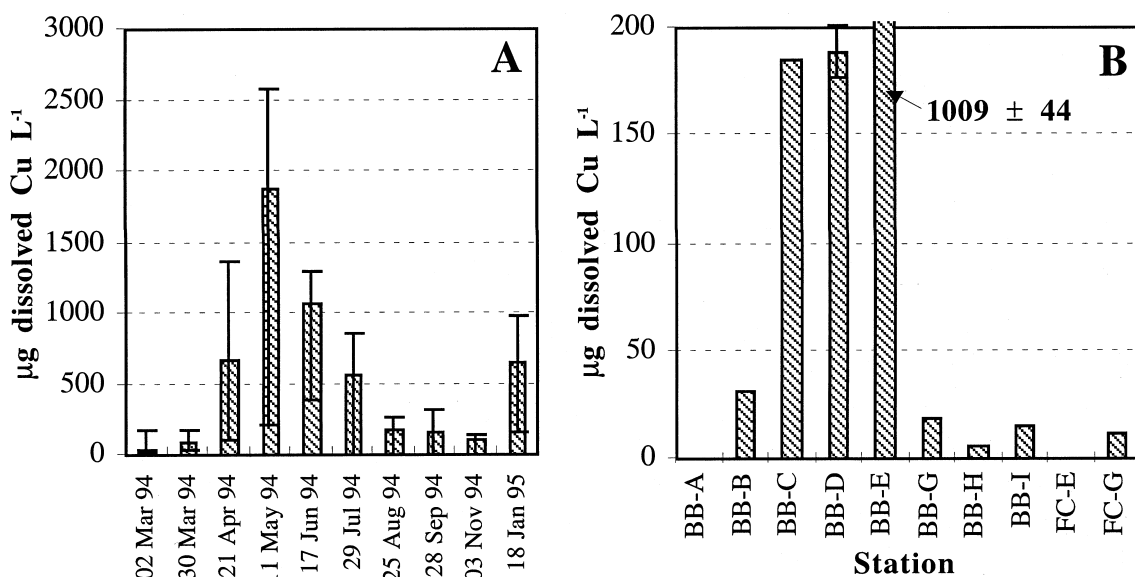 A
µg dissolved Cu L⁻¹
3000
2500
2000
1500
1000
500
0
02 Mar 94
30 Mar 94
21 Apr 94
11 May 94
17 Jun 94
29 Jul 94
25 Aug 94
28 Sep 94
03 Nov 94
18 Jan 95
B
µg dissolved Cu L⁻¹
200
150
100
50
0
1009 ± 44
BB-A
BB-B
BB-C
BB-D
BB-E
BB-G
BB-H
BB-I
FC-E
FC-G
Station